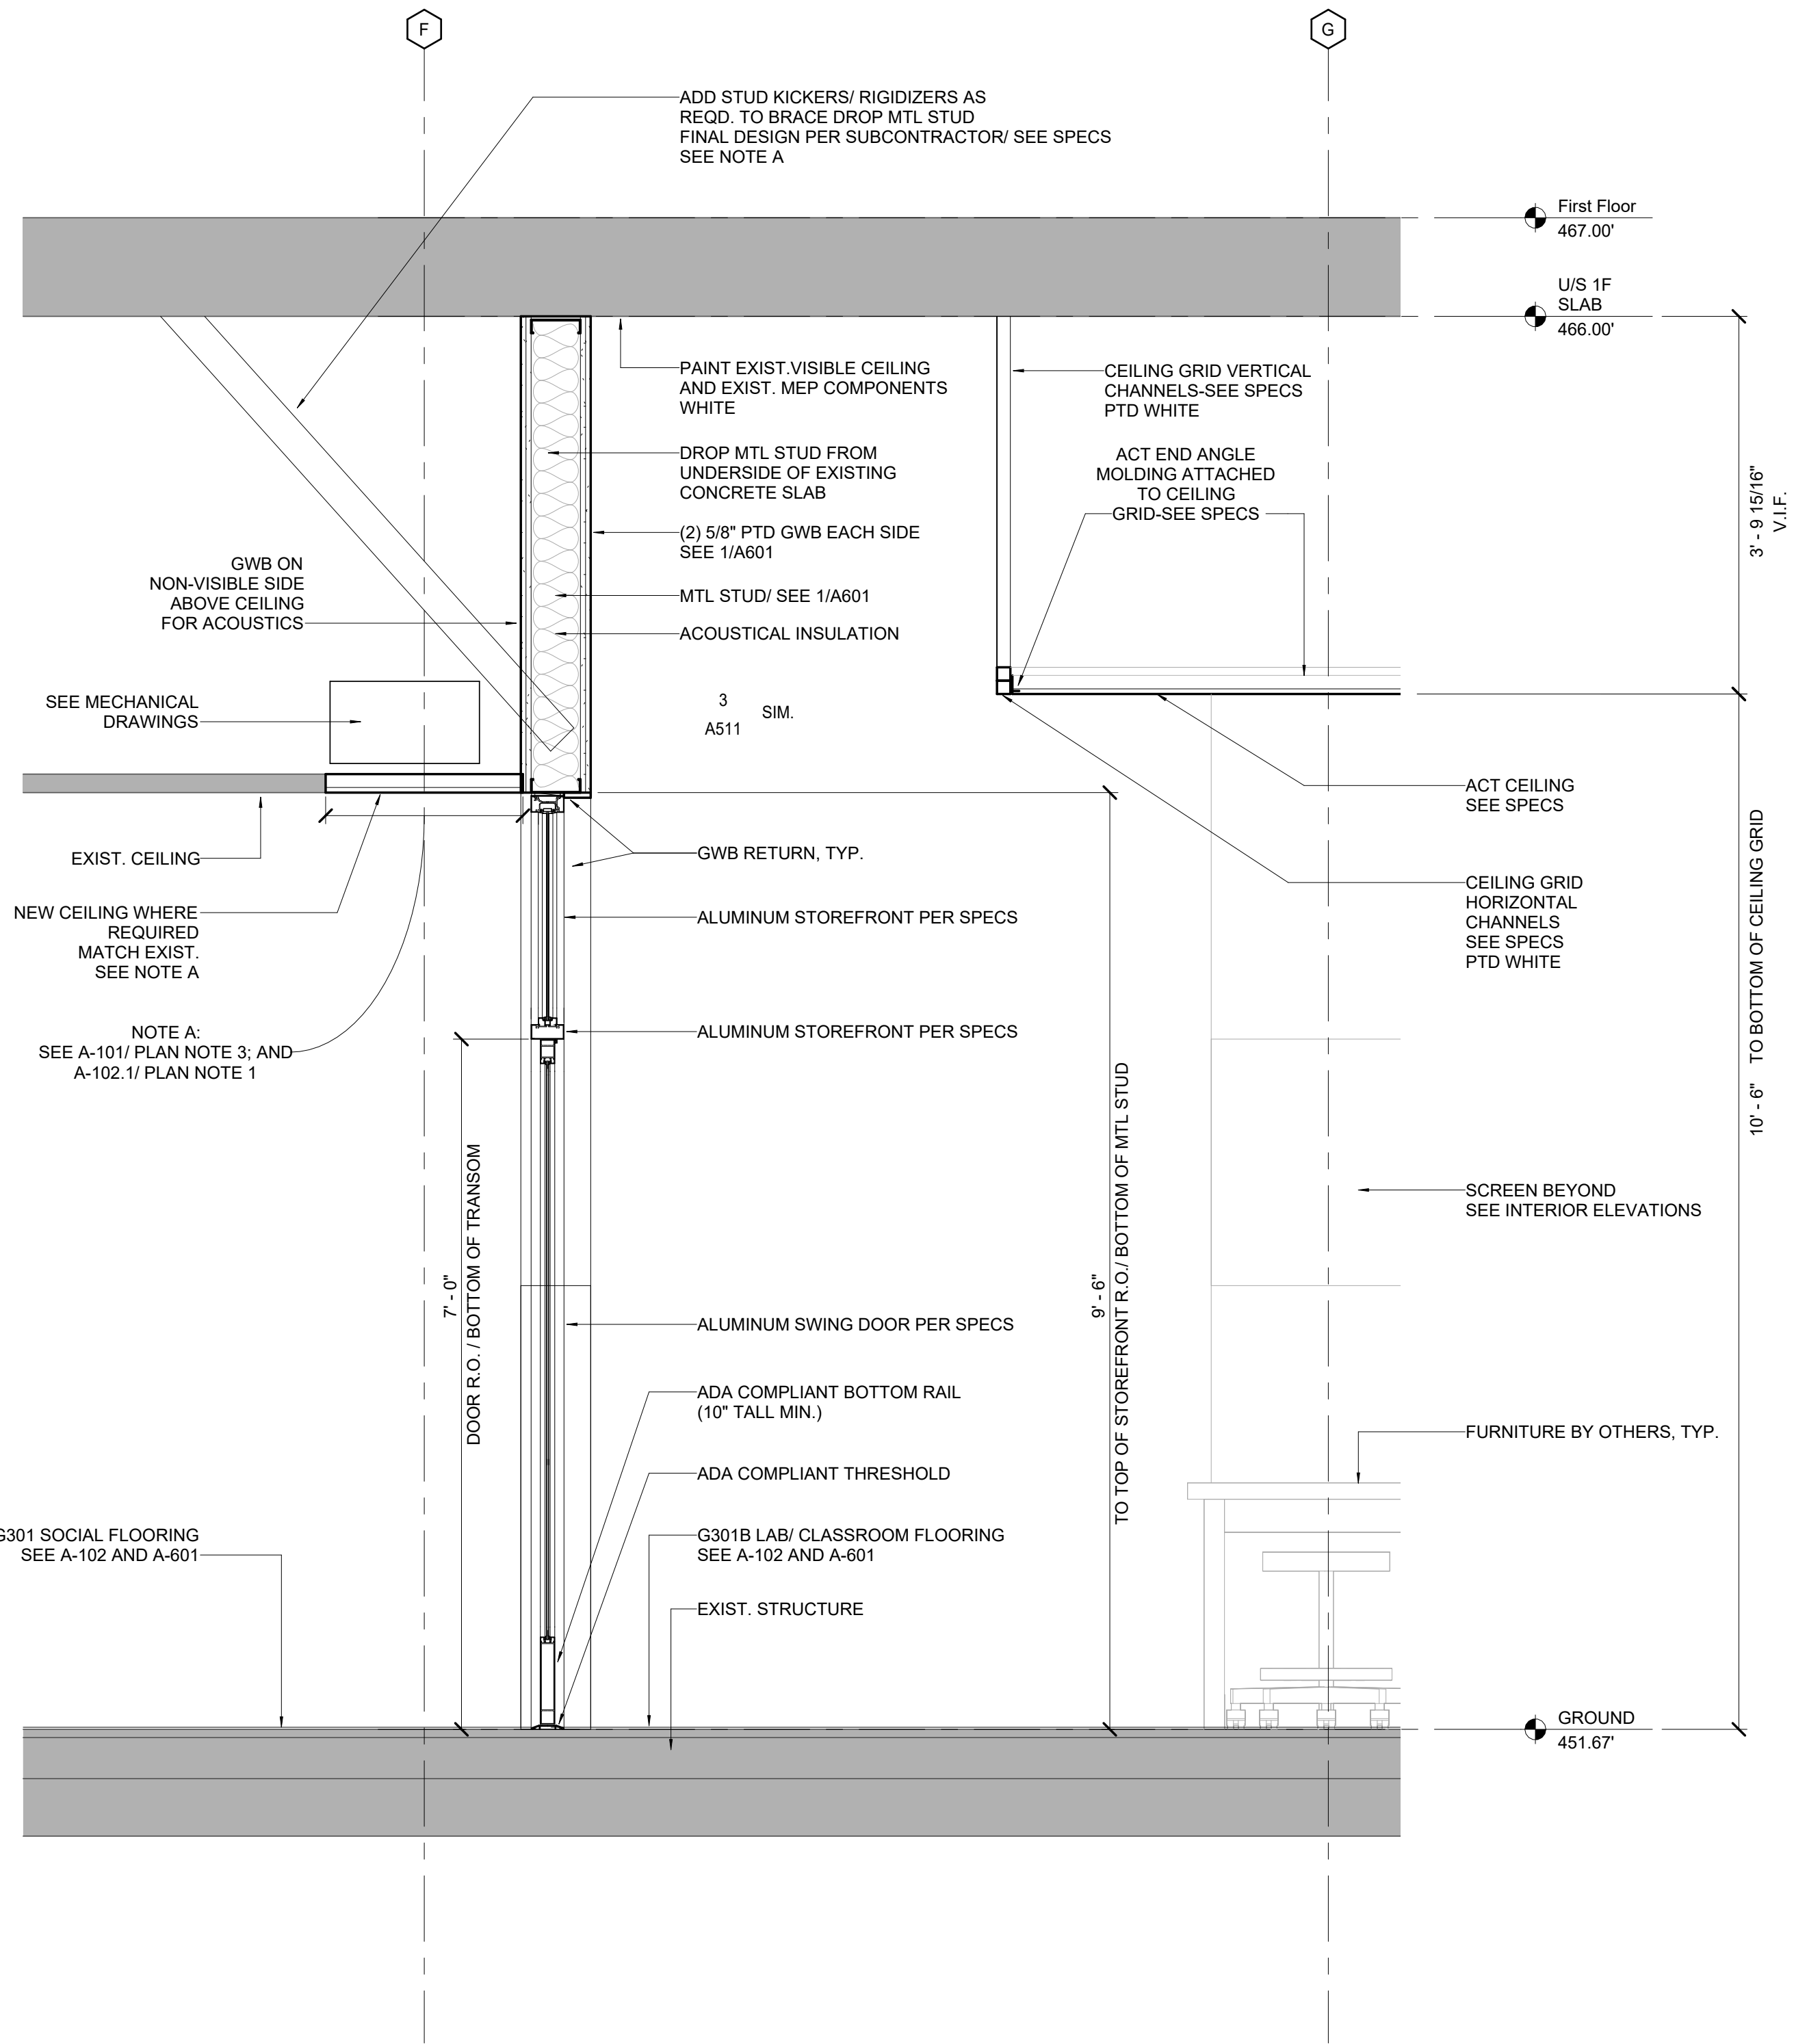 F
G
ADD STUD KICKERS/ RIGIDIZERS AS
REQD. TO BRACE DROP MTL STUD
FINAL DESIGN PER SUBCONTRACTOR/ SEE SPECS
SEE NOTE A
First Floor
467.00'
U/S 1F
SLAB
466.00'
PAINT EXIST.VISIBLE CEILING
AND EXIST. MEP COMPONENTS
WHITE
CEILING GRID VERTICAL
CHANNELS-SEE SPECS
PTD WHITE
DROP MTL STUD FROM
UNDERSIDE OF EXISTING
CONCRETE SLAB
ACT END ANGLE
MOLDING ATTACHED
TO CEILING
GRID-SEE SPECS
3' - 9 15/16"
V.I.F.
(2) 5/8" PTD GWB EACH SIDE
SEE 1/A601
GWB ON
NON-VISIBLE SIDE
ABOVE CEILING
FOR ACOUSTICS
MTL STUD/ SEE 1/A601
ACOUSTICAL INSULATION
SEE MECHANICAL
DRAWINGS
3
A511
SIM.
ACT CEILING
SEE SPECS
EXIST. CEILING
GWB RETURN, TYP.
CEILING GRID
HORIZONTAL
CHANNELS
SEE SPECS
PTD WHITE
NEW CEILING WHERE
REQUIRED
MATCH EXIST.
SEE NOTE A
ALUMINUM STOREFRONT PER SPECS
10' - 6" TO BOTTOM OF CEILING GRID
NOTE A:
SEE A-101/ PLAN NOTE 3; AND
A-102.1/ PLAN NOTE 1
ALUMINUM STOREFRONT PER SPECS
7' - 0"
DOOR R.O. / BOTTOM OF TRANSOM
9' - 6"
TO TOP OF STOREFRONT R.O./ BOTTOM OF MTL STUD
SCREEN BEYOND
SEE INTERIOR ELEVATIONS
ALUMINUM SWING DOOR PER SPECS
ADA COMPLIANT BOTTOM RAIL
(10" TALL MIN.)
FURNITURE BY OTHERS, TYP.
ADA COMPLIANT THRESHOLD
G301 SOCIAL FLOORING
SEE A-102 AND A-601
G301B LAB/ CLASSROOM FLOORING
SEE A-102 AND A-601
EXIST. STRUCTURE
GROUND
451.67'